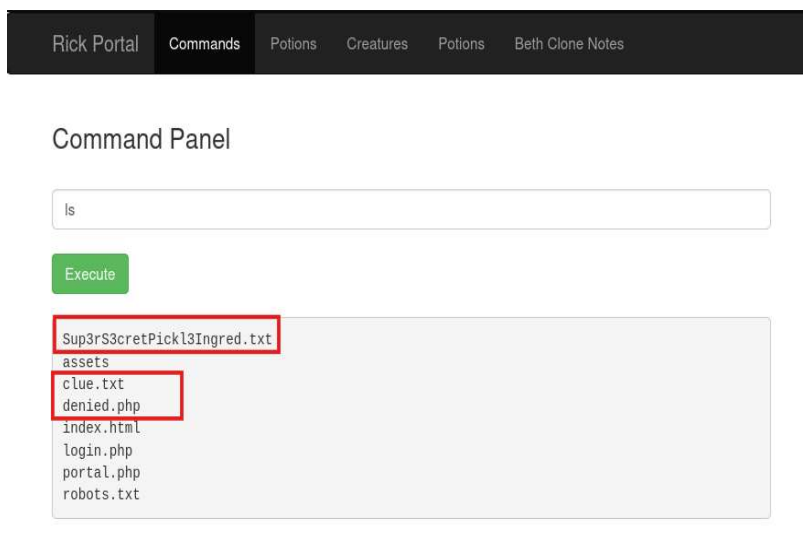 Rick Portal Commands Potions Creatures Potions Beth Clone Notes
Command Panel
ls
Execute
Sup3rS3cretPickl3Ingred.txt
assets
clue.txt
denied.php
index.html
login.php
portal.php
robots.txt